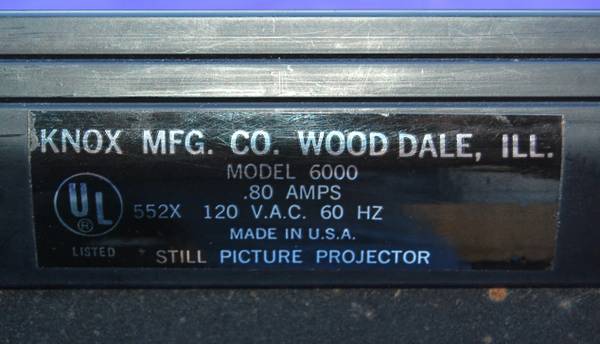 KNOX MFG. CO. WOOD DALE, ILL.
MODEL 6000
.80 AMPS
UL® 552X 120 V.A.C. 60 HZ
MADE IN U.S.A.
LISTED STILL PICTURE PROJECTOR